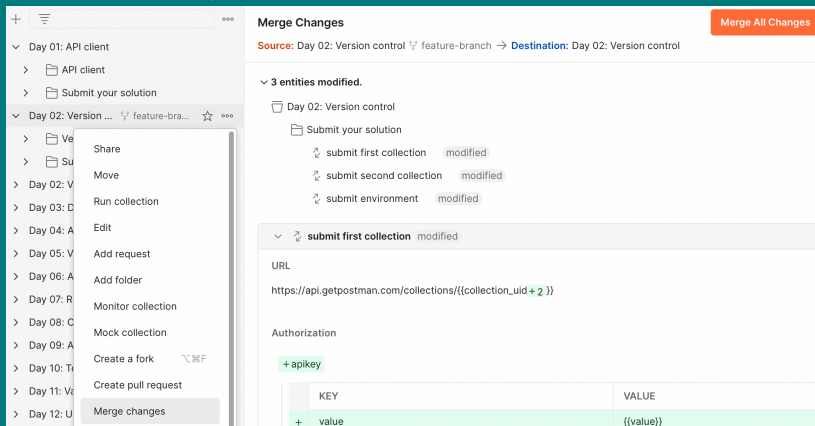 Day 01: API client
API client
Submit your solution
Day 02: Version ... feature-bra...
Ve
Su
Day 02: V
Day 03: D
Day 04: A
Day 05: V
Day 06: A
Day 07: R
Day 08: C
Day 09: A
Day 10: Te
Day 11: Va
Day 12: U
Share
Move
Run collection
Edit
Add request
Add folder
Monitor collection
Mock collection
Create a fork ⌥⌘F
Create pull request
Merge changes
Merge Changes
Merge All Changes
Source: Day 02: Version control feature-branch → Destination: Day 02: Version control
3 entities modified.
Day 02: Version control
Submit your solution
submit first collection modified
submit second collection modified
submit environment modified
submit first collection modified
URL
https://api.getpostman.com/collections/{{collection_uid+2}}
Authorization
+apikey
KEY VALUE
+ value {{value}}